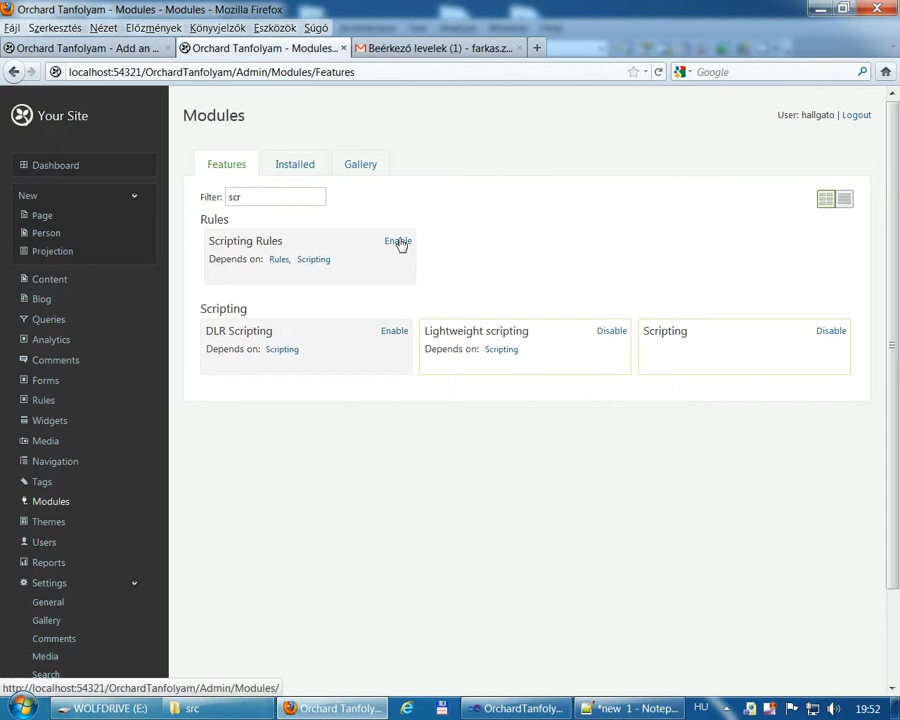 Orchard Tanfolyam - Modules - Modules - Mozilla Firefox
Fájl Szerkesztés Nézet Előzmények Könyvjelzők Eszközök Súgó
Orchard Tanfolyam - Add an ... Orchard Tanfolyam - Modules... Beérkező levelek (1) - farkas.z...
localhost:54321/OrchardTanfolyam/Admin/Modules/Features
Google
Your Site
Dashboard
New
Page
Person
Projection
Content
Blog
Queries
Analytics
Comments
Forms
Rules
Widgets
Media
Navigation
Tags
Modules
Themes
Users
Reports
Settings
General
Gallery
Comments
Media
Search
Modules
User: hallgato | Logout
Features Installed Gallery
Filter: scr
Rules
Scripting Rules Enable
Depends on: Rules, Scripting
Scripting
DLR Scripting Enable
Depends on: Scripting
Lightweight scripting Disable
Depends on: Scripting
Scripting Disable
http://localhost:54321/OrchardTanfolyam/Admin/Modules/
WOLFDRIVE (E:) src Orchard Tanfolyam -... OrchardTanfolyam -... *new 1 - Notep... HU 19:52